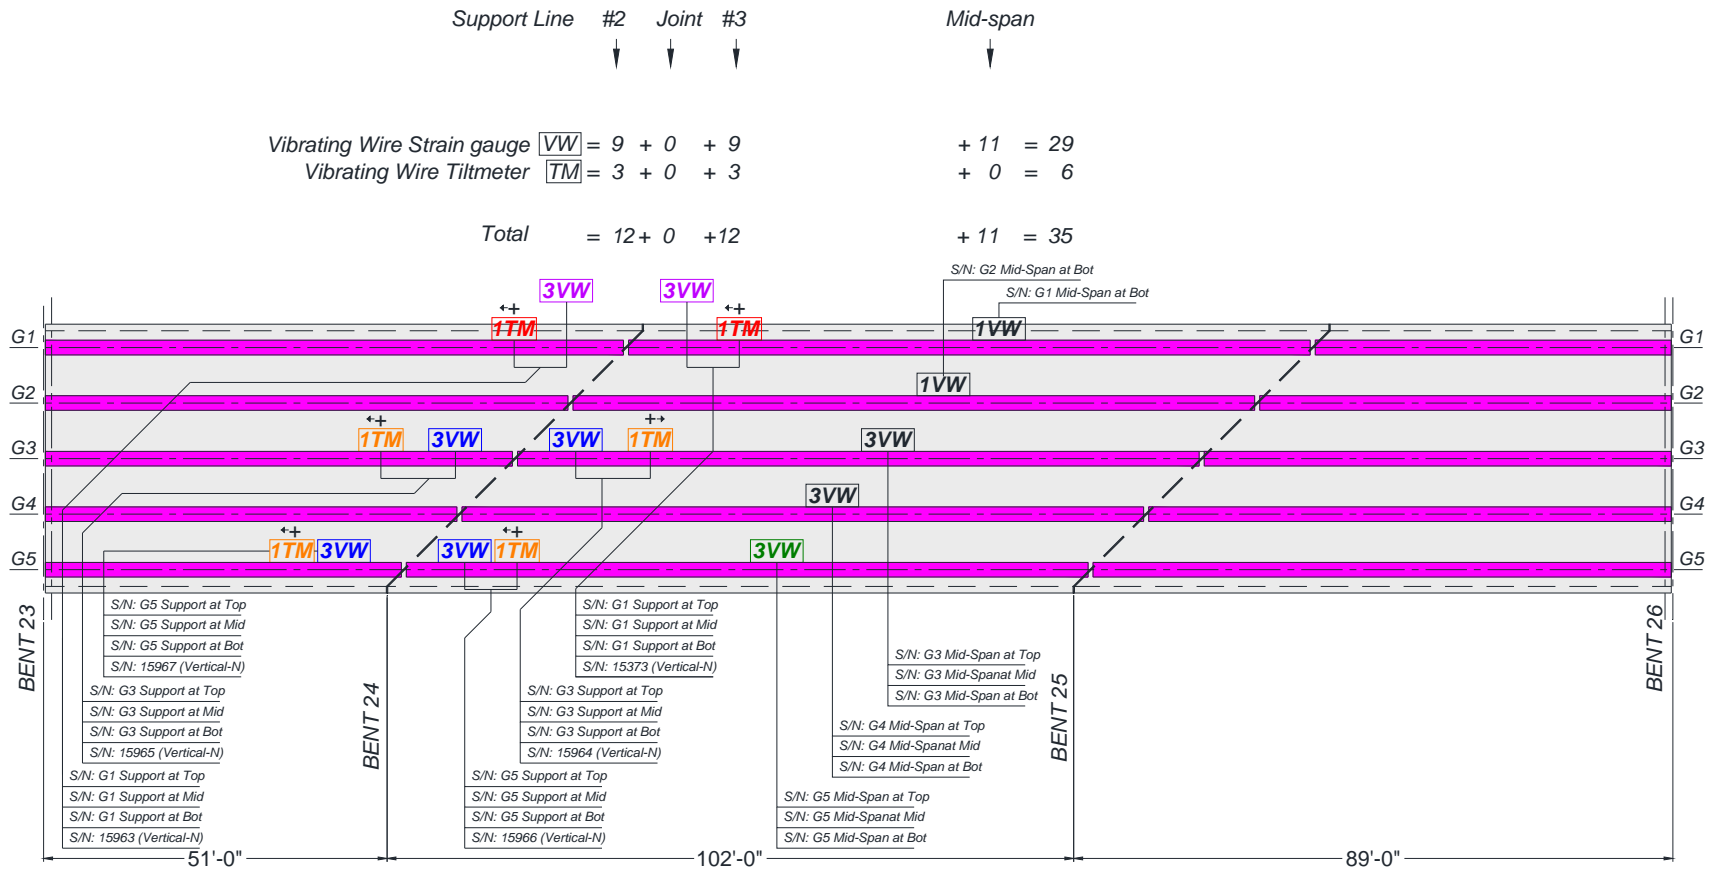 Support Line #2 Joint #3 Mid-span
Vibrating Wire Strain gauge VW = 9 + 0 + 9 + 11 = 29
Vibrating Wire Tiltmeter TM = 3 + 0 + 3 + 0 = 6
Total = 12 + 0 +12 + 11 = 35
S/N: G2 Mid-Span at Bot
S/N: G1 Mid-Span at Bot
3VW 3VW
+ +
1TM 1TM 1VW
G1 G1
1VW
G2 G2
+ +
1TM 3VW 3VW 1TM 3VW
G3 G3
3VW
G4 G4
+ +
1TM 3VW 3VW 1TM 3VW
G5 G5
BENT 23
S/N: G5 Support at Top
S/N: G5 Support at Mid
S/N: G5 Support at Bot
S/N: 15967 (Vertical-N)
S/N: G3 Support at Top
S/N: G3 Support at Mid
S/N: G3 Support at Bot
S/N: 15965 (Vertical-N)
S/N: G1 Support at Top
S/N: G1 Support at Mid
S/N: G1 Support at Bot
S/N: 15963 (Vertical-N)
BENT 24
S/N: G1 Support at Top
S/N: G1 Support at Mid
S/N: G1 Support at Bot
S/N: 15373 (Vertical-N)
S/N: G3 Support at Top
S/N: G3 Support at Mid
S/N: G3 Support at Bot
S/N: 15964 (Vertical-N)
S/N: G5 Support at Top
S/N: G5 Support at Mid
S/N: G5 Support at Bot
S/N: 15966 (Vertical-N)
S/N: G3 Mid-Span at Top
S/N: G3 Mid-Spanat Mid
S/N: G3 Mid-Span at Bot
S/N: G4 Mid-Span at Top
S/N: G4 Mid-Spanat Mid
S/N: G4 Mid-Span at Bot
S/N: G5 Mid-Span at Top
S/N: G5 Mid-Spanat Mid
S/N: G5 Mid-Span at Bot
BENT 25
BENT 26
51'-0" 102'-0" 89'-0"